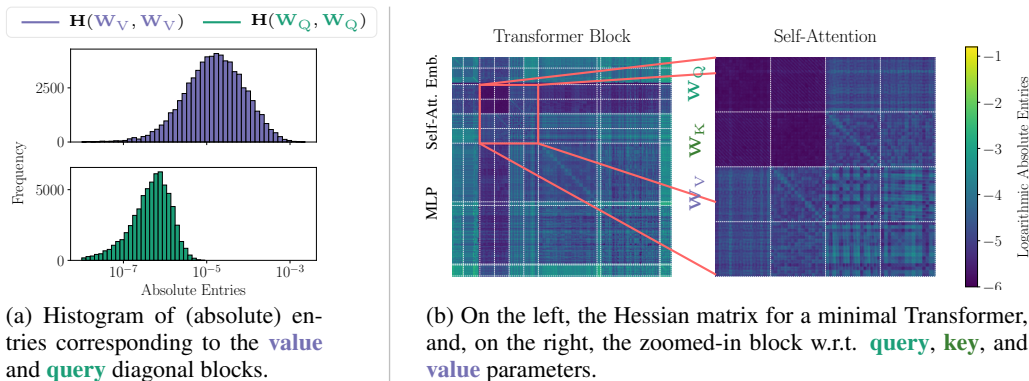 H(W_V, W_V) H(W_Q, W_Q)
2500
0
5000
0
Frequency
10^−7 10^−5 10^−3
Absolute Entries
(a) Histogram of (absolute) en-
tries corresponding to the value
and query diagonal blocks.
Transformer Block Self-Attention
Emb.
Self-Att.
MLP
W_Q
W_K
W_V
−1
−2
−3
−4
−5
−6
Logarithmic Absolute Entries
(b) On the left, the Hessian matrix for a minimal Transformer,
and, on the right, the zoomed-in block w.r.t. query, key, and
value parameters.